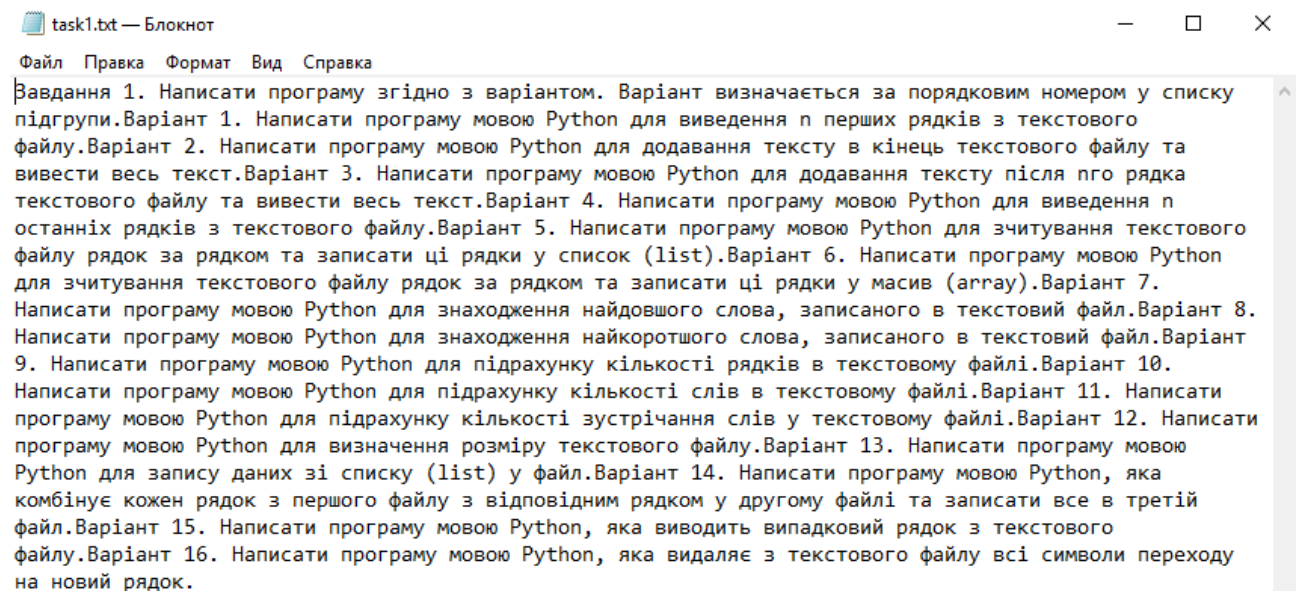 task1.txt — Блокнот
Файл Правка Формат Вид Справка
Завдання 1. Написати програму згідно з варіантом. Варіант визначається за порядковим номером у списку
підгрупи.Варіант 1. Написати програму мовою Python для виведення n перших рядків з текстового
файлу.Варіант 2. Написати програму мовою Python для додавання тексту в кінець текстового файлу та
вивести весь текст.Варіант 3. Написати програму мовою Python для додавання тексту після nго рядка
текстового файлу та вивести весь текст.Варіант 4. Написати програму мовою Python для виведення n
останніх рядків з текстового файлу.Варіант 5. Написати програму мовою Python для зчитування текстового
файлу рядок за рядком та записати ці рядки у список (list).Варіант 6. Написати програму мовою Python
для зчитування текстового файлу рядок за рядком та записати ці рядки у масив (array).Варіант 7.
Написати програму мовою Python для знаходження найдовшого слова, записаного в текстовий файл.Варіант 8.
Написати програму мовою Python для знаходження найкоротшого слова, записаного в текстовий файл.Варіант
9. Написати програму мовою Python для підрахунку кількості рядків в текстовому файлі.Варіант 10.
Написати програму мовою Python для підрахунку кількості слів в текстовому файлі.Варіант 11. Написати
програму мовою Python для підрахунку кількості зустрічання слів у текстовому файлі.Варіант 12. Написати
програму мовою Python для визначення розміру текстового файлу.Варіант 13. Написати програму мовою
Python для запису даних зі списку (list) у файл.Варіант 14. Написати програму мовою Python, яка
комбінує кожен рядок з першого файлу з відповідним рядком у другому файлі та записати все в третій
файл.Варіант 15. Написати програму мовою Python, яка виводить випадковий рядок з текстового
файлу.Варіант 16. Написати програму мовою Python, яка видаляє з текстового файлу всі символи переходу
на новий рядок.